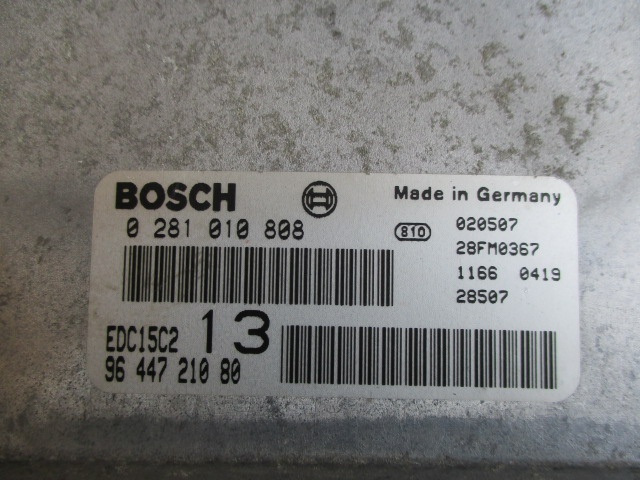 BOSCH
Made in Germany
0 281 010 808
810
020507
28FM0367
1166 0419
28507
EDC15C2
13
96 447 210 80